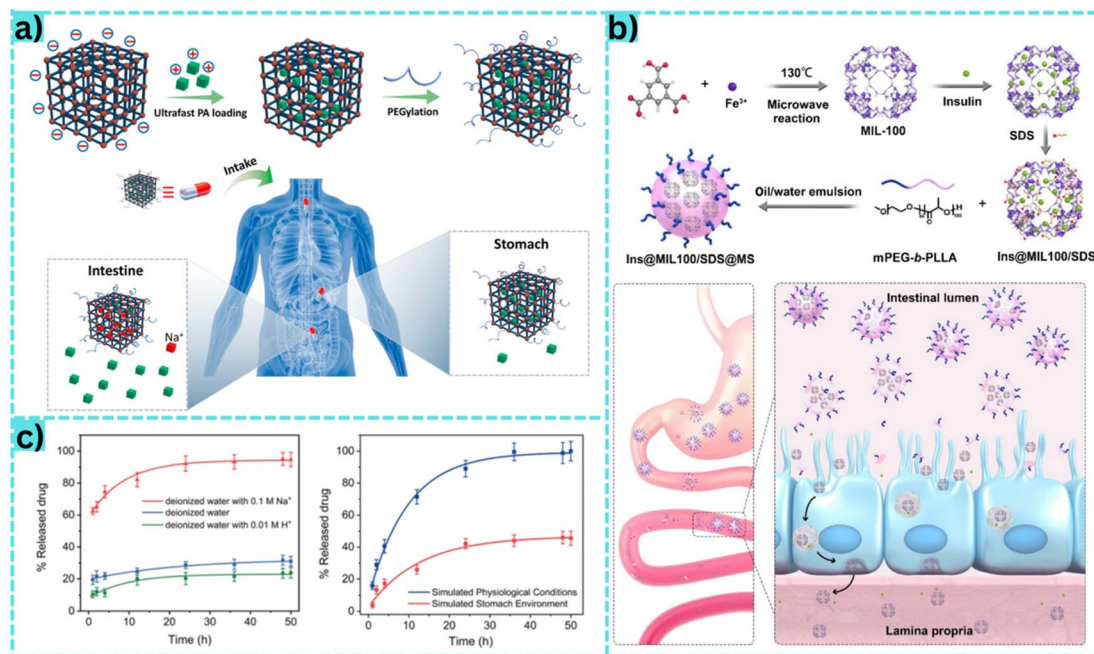 a)
Ultrafast PA loading
PEGylation
Intake
Intestine
Na⁺
Stomach
b)
+
Fe³⁺
130℃
Microwave
reaction
MIL-100
Insulin
SDS
Oil/water emulsion
+
Ins@MIL100/SDS@MS
mPEG-b-PLLA
Ins@MIL100/SDS
Intestinal lumen
Lamina propria
c)
% Released drug
100
80
60
40
20
0
deionized water with 0.1 M Na⁺
deionized water
deionized water with 0.01 M H⁺
0 10 20 30 40 50
Time (h)
% Released drug
100
80
60
40
20
0
Simulated Physiological Conditions
Simulated Stomach Environment
0 10 20 30 40 50
Time (h)